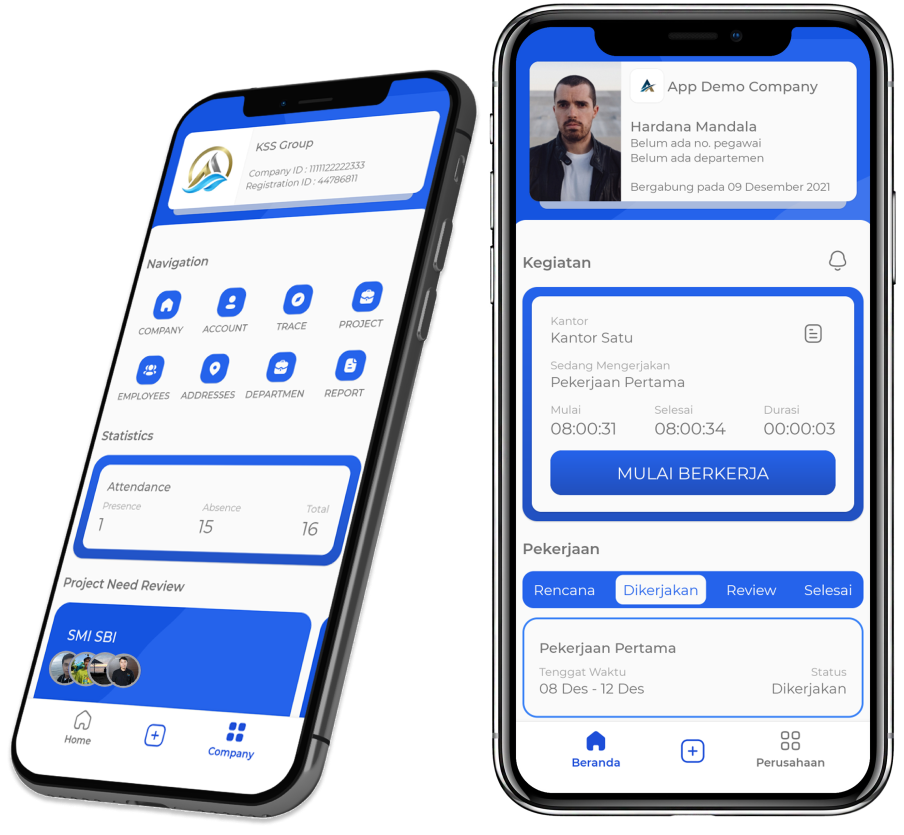 KSS Group
Company ID : 1111122222333
Registration ID : 44786811
Navigation
COMPANY ACCOUNT TRACE PROJECT
EMPLOYEES ADDRESSES DEPARTMEN REPORT
Statistics
Attendance
Presence Absence Total
1 15 16
Project Need Review
SMI SBI
Home Company
App Demo Company
Hardana Mandala
Belum ada no. pegawai
Belum ada departemen
Bergabung pada 09 Desember 2021
Kegiatan
Kantor
Kantor Satu
Sedang Mengerjakan
Pekerjaan Pertama
Mulai Selesai Durasi
08:00:31 08:00:34 00:00:03
MULAI BERKERJA
Pekerjaan
Rencana Dikerjakan Review Selesai
Pekerjaan Pertama
Tenggat Waktu Status
08 Des - 12 Des Dikerjakan
Beranda Perusahaan